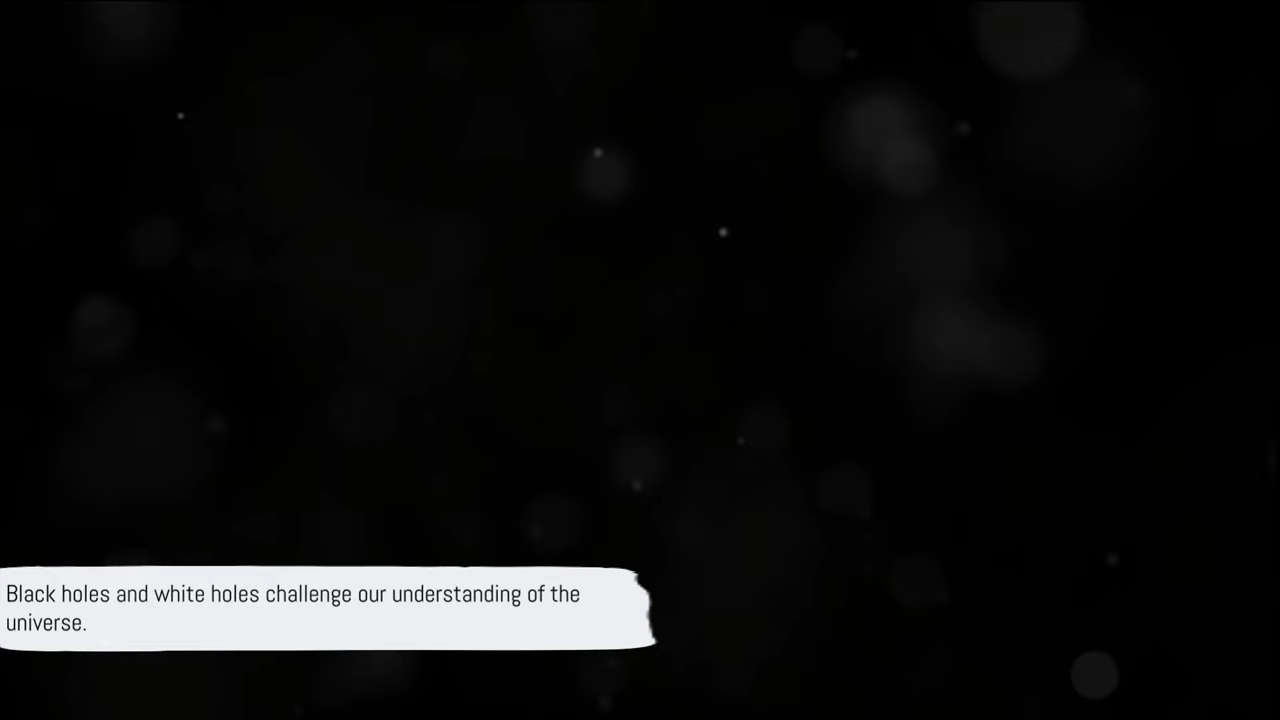 Black holes and white holes challenge our understanding of the
universe.